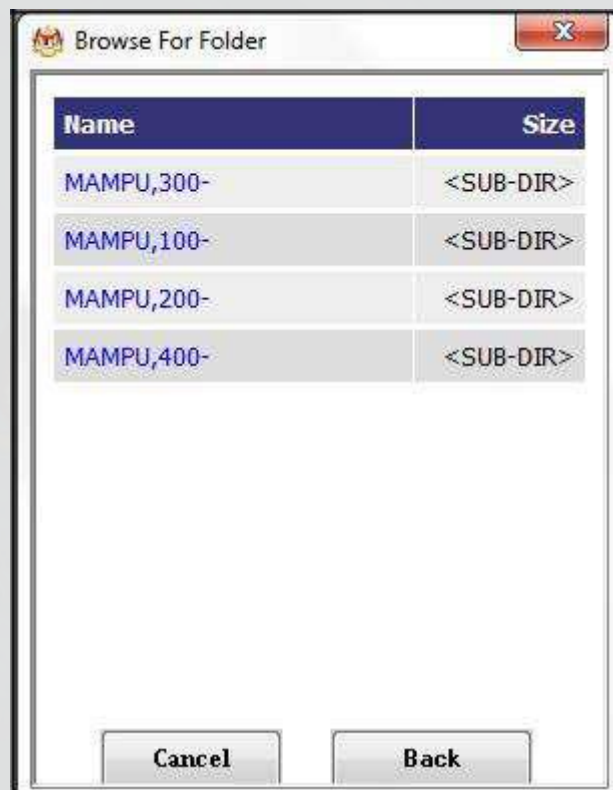 Browse For Folder
Name Size
MAMPU,300- <SUB-DIR>
MAMPU,100- <SUB-DIR>
MAMPU,200- <SUB-DIR>
MAMPU,400- <SUB-DIR>
Cancel Back